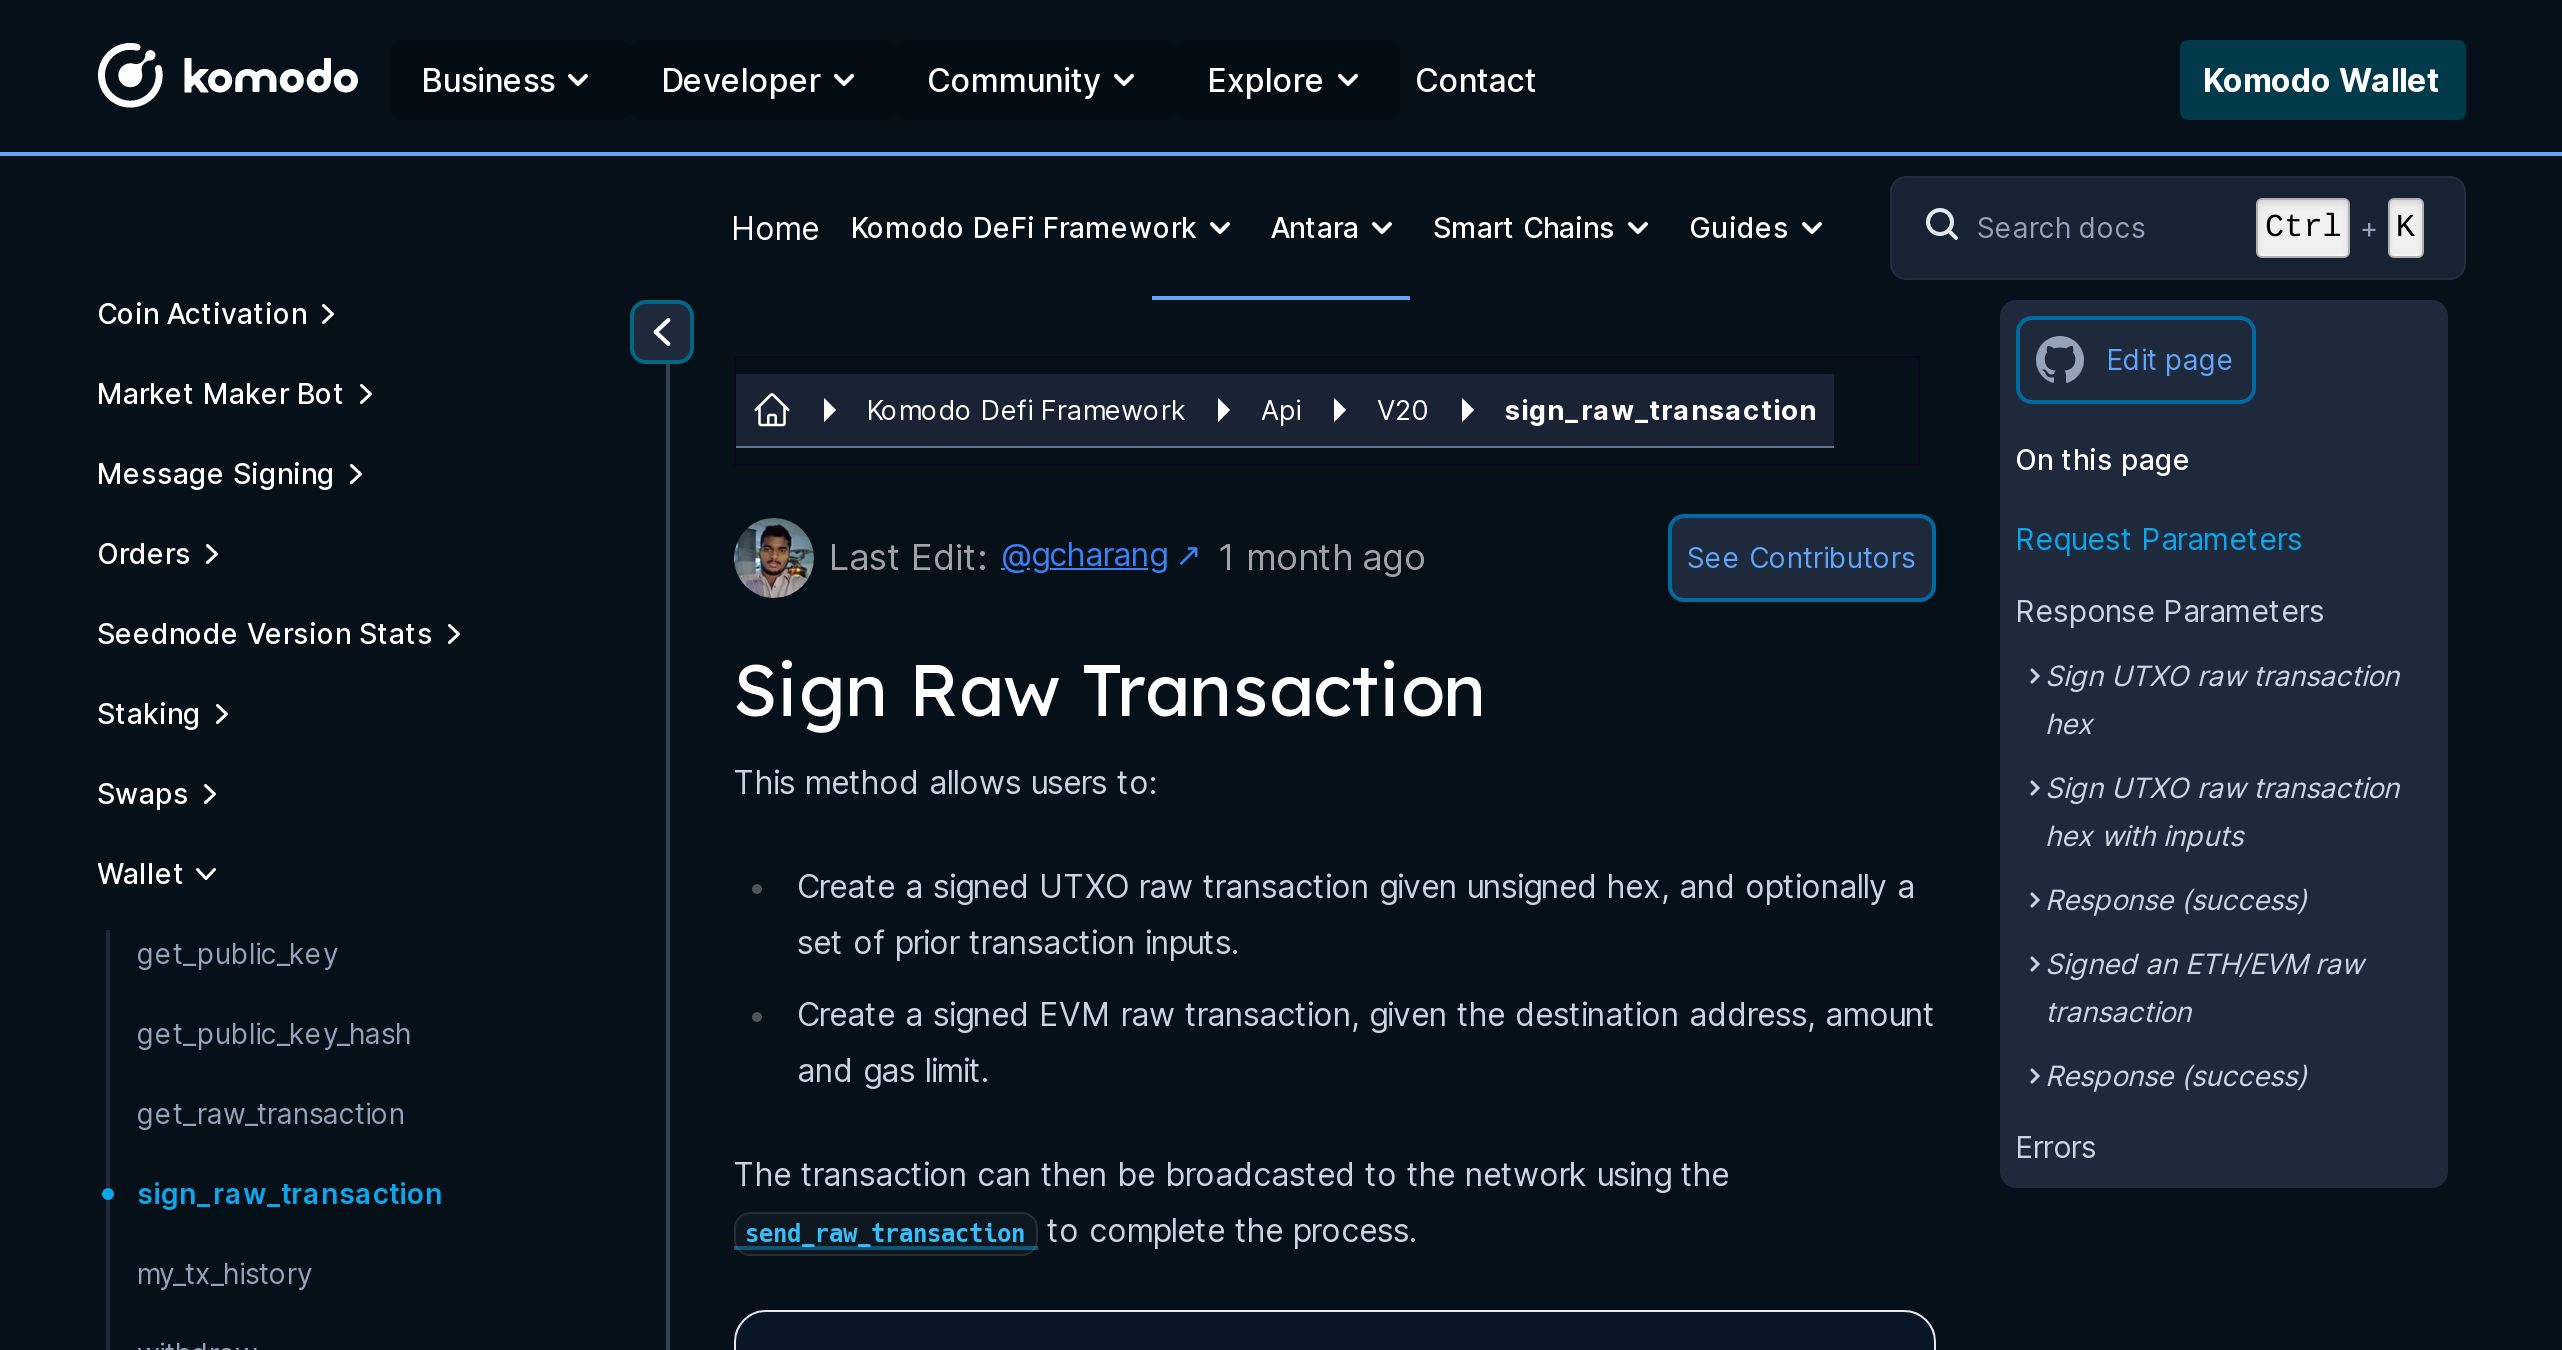 komodo
Business
Developer
Community
Explore
Contact
Komodo Wallet
Home
Komodo DeFi Framework
Antara
Smart Chains
Guides
Search docs
Ctrl + K
Coin Activation
Market Maker Bot
Message Signing
Orders
Seednode Version Stats
Staking
Swaps
Wallet
get_public_key
get_public_key_hash
get_raw_transaction
sign_raw_transaction
my_tx_history
withdraw
Komodo Defi Framework
Api
V20
sign_raw_transaction
Last Edit: @gcharang ↗ 1 month ago
See Contributors
Sign Raw Transaction
This method allows users to:
• Create a signed UTXO raw transaction given unsigned hex, and optionally a
set of prior transaction inputs.
• Create a signed EVM raw transaction, given the destination address, amount
and gas limit.
The transaction can then be broadcasted to the network using the
send_raw_transaction to complete the process.
Edit page
On this page
Request Parameters
Response Parameters
Sign UTXO raw transaction
hex
Sign UTXO raw transaction
hex with inputs
Response (success)
Signed an ETH/EVM raw
transaction
Response (success)
Errors